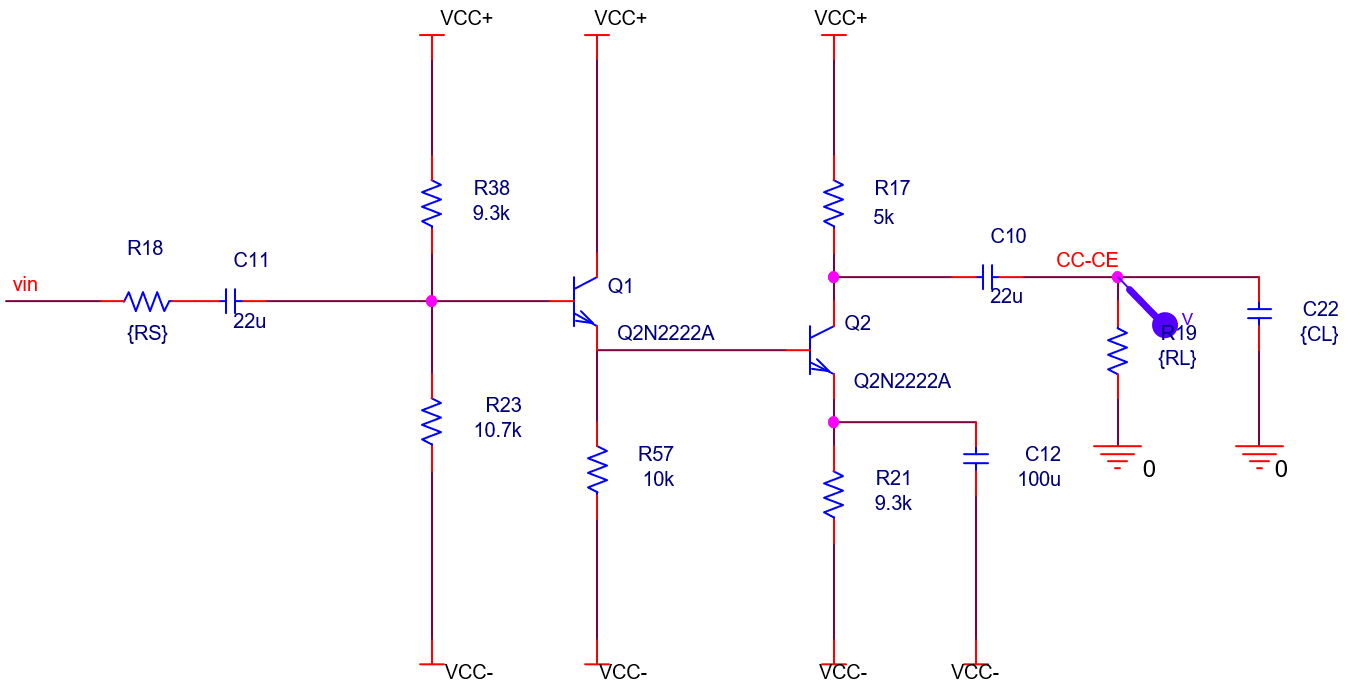 VCC+
VCC+
VCC+
R38
9.3k
R17
5k
R18
C11
C10
vin
CC-CE
Q1
22u
22u
{RS}
Q2N2222A
Q2
V
C22
R19
{CL}
{RL}
Q2N2222A
R23
10.7k
R57
10k
C12
100u
0
0
R21
9.3k
VCC-
VCC-
VCC-
VCC-